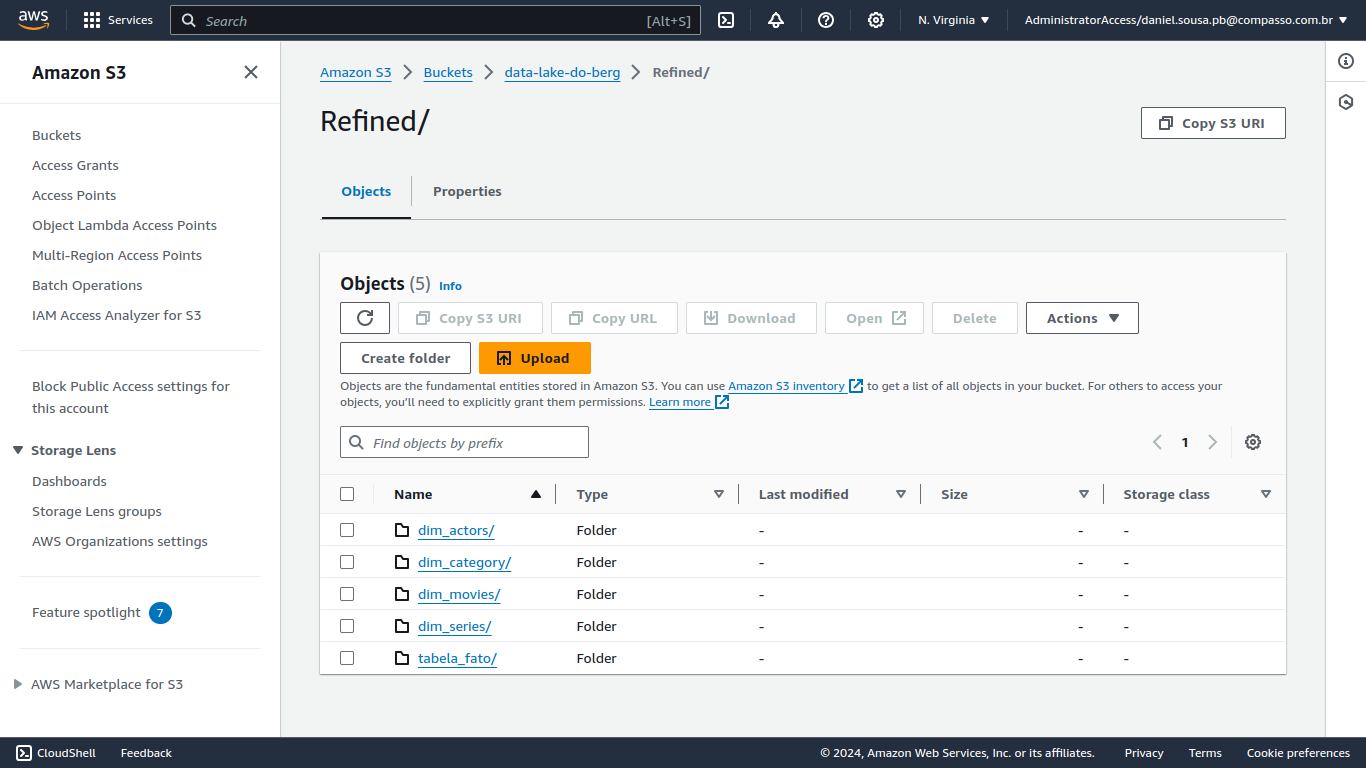 aws Services Search [Alt+S] N. Virginia AdministratorAccess/daniel.sousa.pb@compasso.com.br
Amazon S3
Buckets
Access Grants
Access Points
Object Lambda Access Points
Multi-Region Access Points
Batch Operations
IAM Access Analyzer for S3
Block Public Access settings for
this account
Storage Lens
Dashboards
Storage Lens groups
AWS Organizations settings
Feature spotlight 7
AWS Marketplace for S3
Amazon S3 Buckets data-lake-do-berg Refined/
Refined/
Copy S3 URI
Objects Properties
Objects (5) Info
Copy S3 URI Copy URL Download Open Delete Actions
Create folder Upload
Objects are the fundamental entities stored in Amazon S3. You can use Amazon S3 inventory to get a list of all objects in your bucket. For others to access your
objects, you'll need to explicitly grant them permissions. Learn more
Find objects by prefix 1
Name Type Last modified Size Storage class
dim_actors/ Folder - - -
dim_category/ Folder - - -
dim_movies/ Folder - - -
dim_series/ Folder - - -
tabela_fato/ Folder - - -
CloudShell Feedback © 2024, Amazon Web Services, Inc. or its affiliates. Privacy Terms Cookie preferences